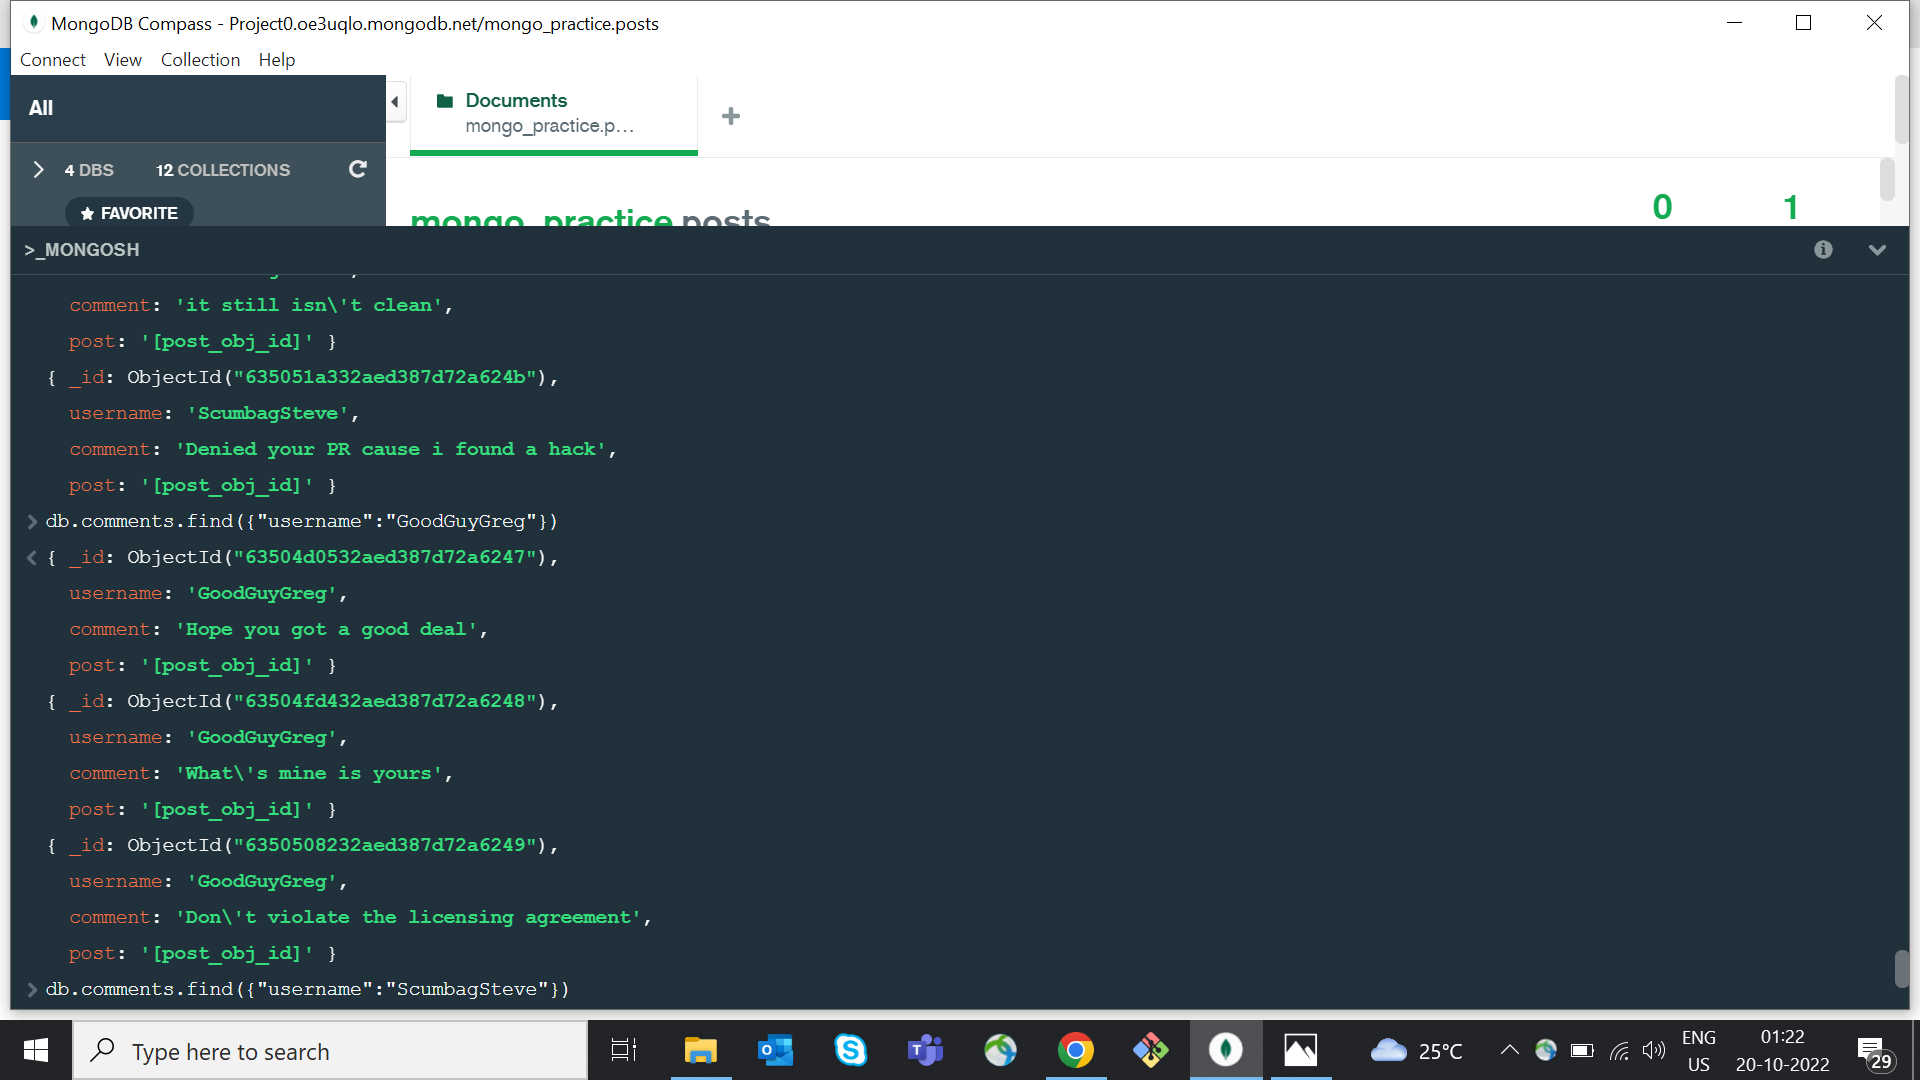 MongoDB Compass - Project0.oe3uqlo.mongodb.net/mongo_practice.posts
Connect View Collection Help
All
Documents
mongo_practice.p...
4 DBS 12 COLLECTIONS
FAVORITE
mongo_practice.posts
0 1
>_MONGOSH
comment: 'it still isn\'t clean',
post: '[post_obj_id]' }
{ _id: ObjectId("635051a332aed387d72a624b"),
username: 'ScumbagSteve',
comment: 'Denied your PR cause i found a hack',
post: '[post_obj_id]' }
> db.comments.find({"username":"GoodGuyGreg"})
< { _id: ObjectId("63504d0532aed387d72a6247"),
username: 'GoodGuyGreg',
comment: 'Hope you got a good deal',
post: '[post_obj_id]' }
{ _id: ObjectId("63504fd432aed387d72a6248"),
username: 'GoodGuyGreg',
comment: 'What\'s mine is yours',
post: '[post_obj_id]' }
{ _id: ObjectId("6350508232aed387d72a6249"),
username: 'GoodGuyGreg',
comment: 'Don\'t violate the licensing agreement',
post: '[post_obj_id]' }
> db.comments.find({"username":"ScumbagSteve"})
Type here to search
25°C
ENG
US
01:22
20-10-2022
29